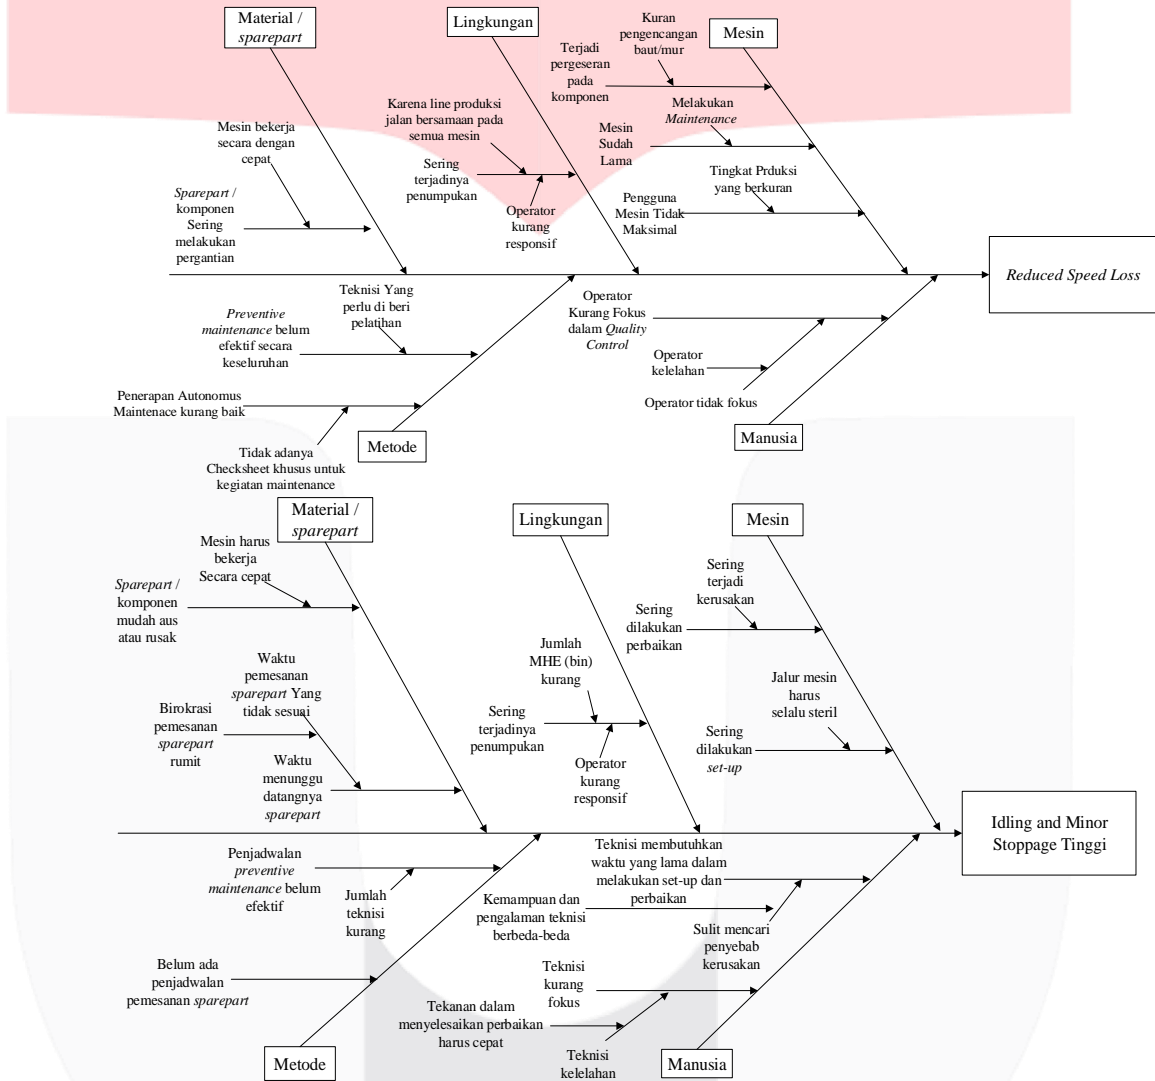 Material /
sparepart
Lingkungan
Mesin
Kuran
pengencangan
baut/mur
Terjadi
pergeseran
pada
komponen
Karena line produksi
jalan bersamaan pada
semua mesin
Melakukan
Maintenance
Mesin
Sudah
Lama
Mesin bekerja
secara dengan
cepat
Sering
terjadinya
penumpukan
Tingkat Prduksi
yang berkuran
Sparepart /
komponen
Sering
melakukan
pergantian
Operator
kurang
responsif
Pengguna
Mesin Tidak
Maksimal
Reduced Speed Loss
Teknisi Yang
perlu di beri
pelatihan
Preventive
maintenance belum
efektif secara
keseluruhan
Operator
Kurang Fokus
dalam Quality
Control
Operator
kelelahan
Operator tidak fokus
Penerapan Autonomus
Maintenace kurang baik
Tidak adanya
Checksheet khusus untuk
kegiatan maintenance
Metode
Manusia
Material /
sparepart
Lingkungan
Mesin
Mesin harus
bekerja
Secara cepat
Sparepart /
komponen
mudah aus
atau rusak
Sering
terjadi
kerusakan
Sering
dilakukan
perbaikan
Jumlah
MHE (bin)
kurang
Waktu
pemesanan
sparepart Yang
tidak sesuai
Jalur mesin
harus
selalu steril
Birokrasi
pemesanan
sparepart
rumit
Sering
terjadinya
penumpukan
Sering
dilakukan
set-up
Waktu
menunggu
datangnya
sparepart
Operator
kurang
responsif
Idling and Minor
Stoppage Tinggi
Penjadwalan
preventive
maintenance belum
efektif
Jumlah
teknisi
kurang
Teknisi membutuhkan
waktu yang lama dalam
melakukan set-up dan
perbaikan
Kemampuan dan
pengalaman teknisi
berbeda-beda
Sulit mencari
penyebab
kerusakan
Belum ada
penjadwalan
pemesanan sparepart
Teknisi
kurang
fokus
Tekanan dalam
menyelesaikan perbaikan
harus cepat
Teknisi
kelelahan
Metode
Manusia